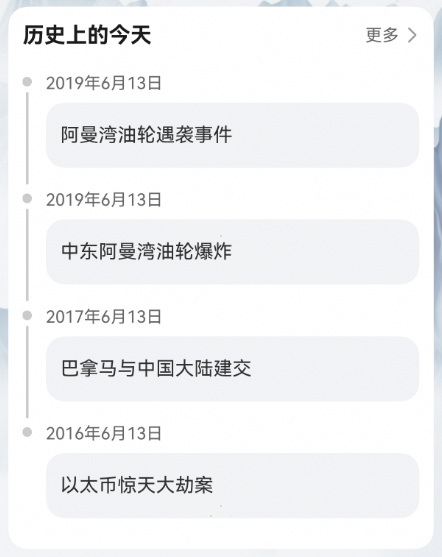 历史上的今天
更多
2019年6月13日
阿曼湾油轮遇袭事件
2019年6月13日
中东阿曼湾油轮爆炸
2017年6月13日
巴拿马与中国大陆建交
2016年6月13日
以太币惊天大劫案